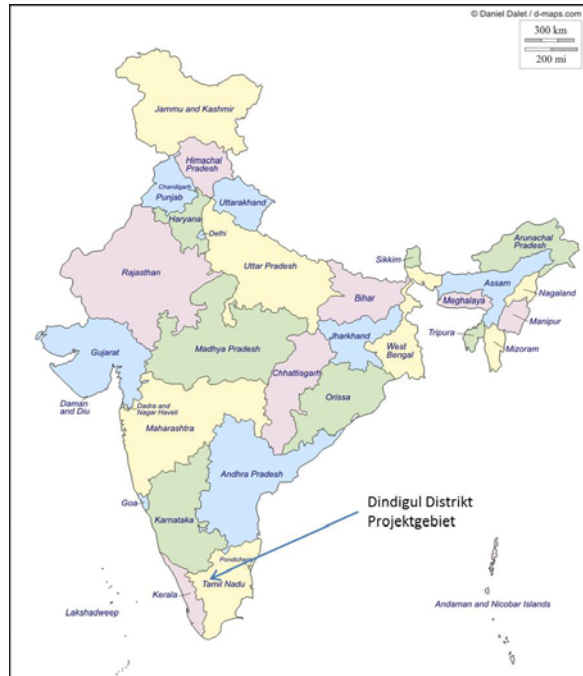 © Daniel Dalet / d-maps.com
300 km
200 mi
Jammu and Kashmir
Himachal
Pradesh
Chandigarh
Punjab
Uttarakhand
Haryana
Delhi
Arunachal
Pradesh
Sikkim
Rajasthan
Uttar Pradesh
Assam
Bihar
Meghalaya
Nagaland
Manipur
Jharkhand
Tripura
Gujarat
Madhya Pradesh
West
Bengal
Mizoram
Chhattisgarh
Daman
and Diu
Dadra and
Nagar Haveli
Orissa
Maharashtra
Andhra Pradesh
Goa
Dindigul Distrikt
Projektgebiet
Karnataka
Pondicherry
Tamil Nadu
Kerala
Lakshadweep
Andaman and Nicobar Islands